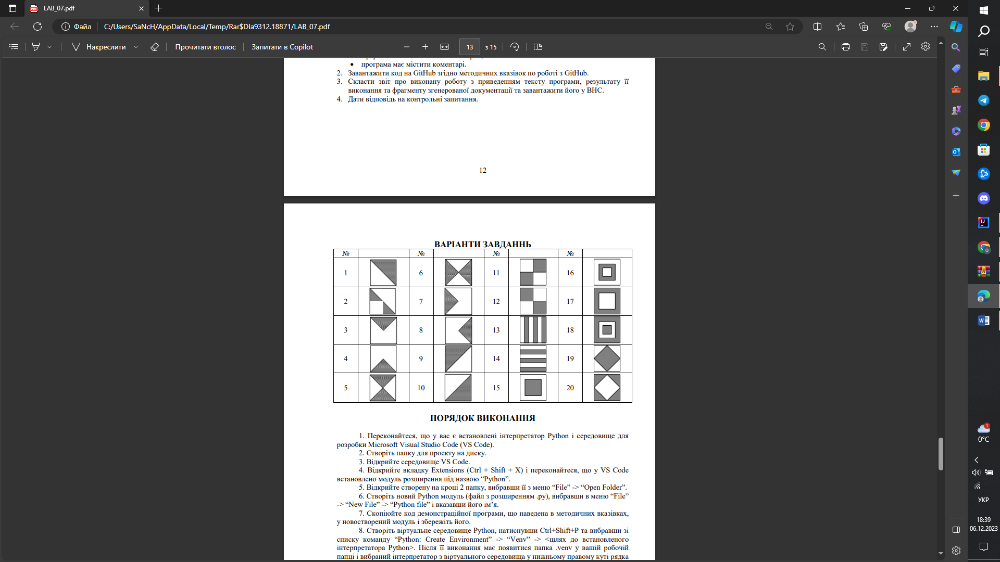 LAB_07.pdf
Файл
C:/Users/SaNcH/AppData/Local/Temp/Rar$DIa9312.18871/LAB_07.pdf
Накреслити
Прочитати вголос
Запитати в Copilot
13
з 15
• програма має містити коментарі.
2. Завантажити код на GitHub згідно методичних вказівок по роботі з GitHub.
3. Скласти звіт про виконану роботу з приведенням тексту програми, результату її
виконання та фрагменту згенерованої документації та завантажити його у ВНС.
4. Дати відповідь на контрольні запитання.
12
ВАРІАНТИ ЗАВДАННЬ
№ № № №
1 6 11 16
2 7 12 17
3 8 13 18
4 9 14 19
5 10 15 20
ПОРЯДОК ВИКОНАННЯ
1. Переконайтеся, що у вас є встановлені інтерпретатор Python і середовище для
розробки Microsoft Visual Studio Code (VS Code).
2. Створіть папку для проекту на диску.
3. Відкрийте середовище VS Code.
4. Відкрийте вкладку Extensions (Ctrl + Shift + X) і переконайтеся, що у VS Code
встановлено модуль розширення під назвою “Python”.
5. Відкрийте створену на кроці 2 папку, вибравши її з меню “File” -> “Open Folder”.
6. Створіть новий Python модуль (файл з розширенням .py), вибравши в меню “File”
-> “New File” -> “Python file” і вказавши його ім’я.
7. Скопіюйте код демонстраційної програми, що наведена в методичних вказівках,
у новостворений модуль і збережіть його.
8. Створіть віртуальне середовище Python, натиснувши Ctrl+Shift+P та вибравши зі
списку команду “Python: Create Environment” -> “Venv” -> <шлях до встановленого
інтерпретатора Python>. Після її виконання має появитися папка .venv у вашій робочій
папці і вибраний інтерпретатор з віртуального середовища у нижньому правому куті рядка
1
0°C
УКР
18:39
06.12.2023